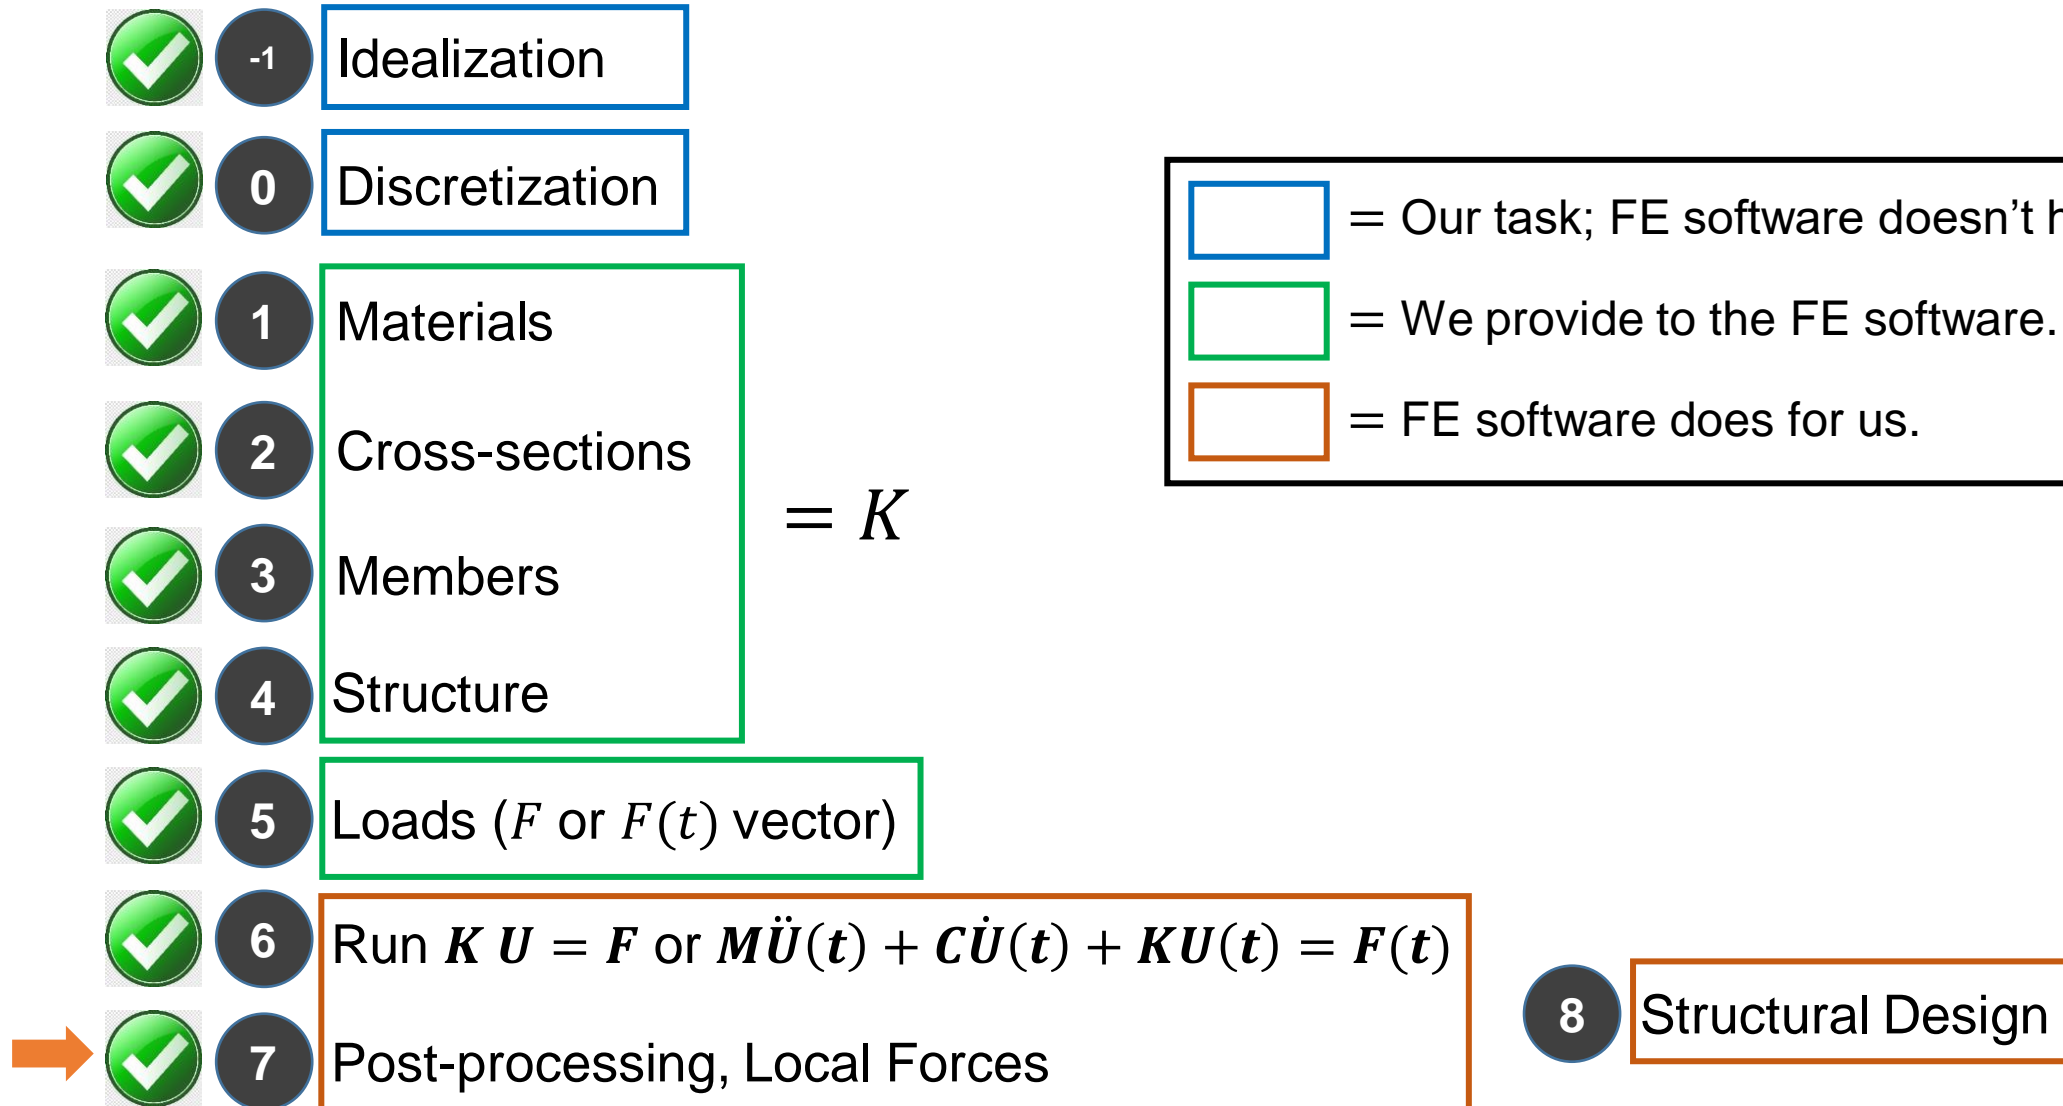 -1 Idealization
0 Discretization
1 Materials
2 Cross-sections
3 Members
4 Structure
= K
5 Loads (F or F(t) vector)
6 Run K U = F or MÜ(t) + CU̇(t) + KU(t) = F(t)
7 Post-processing, Local Forces
8 Structural Design
= Our task; FE software doesn’t
= We provide to the FE software.
= FE software does for us.